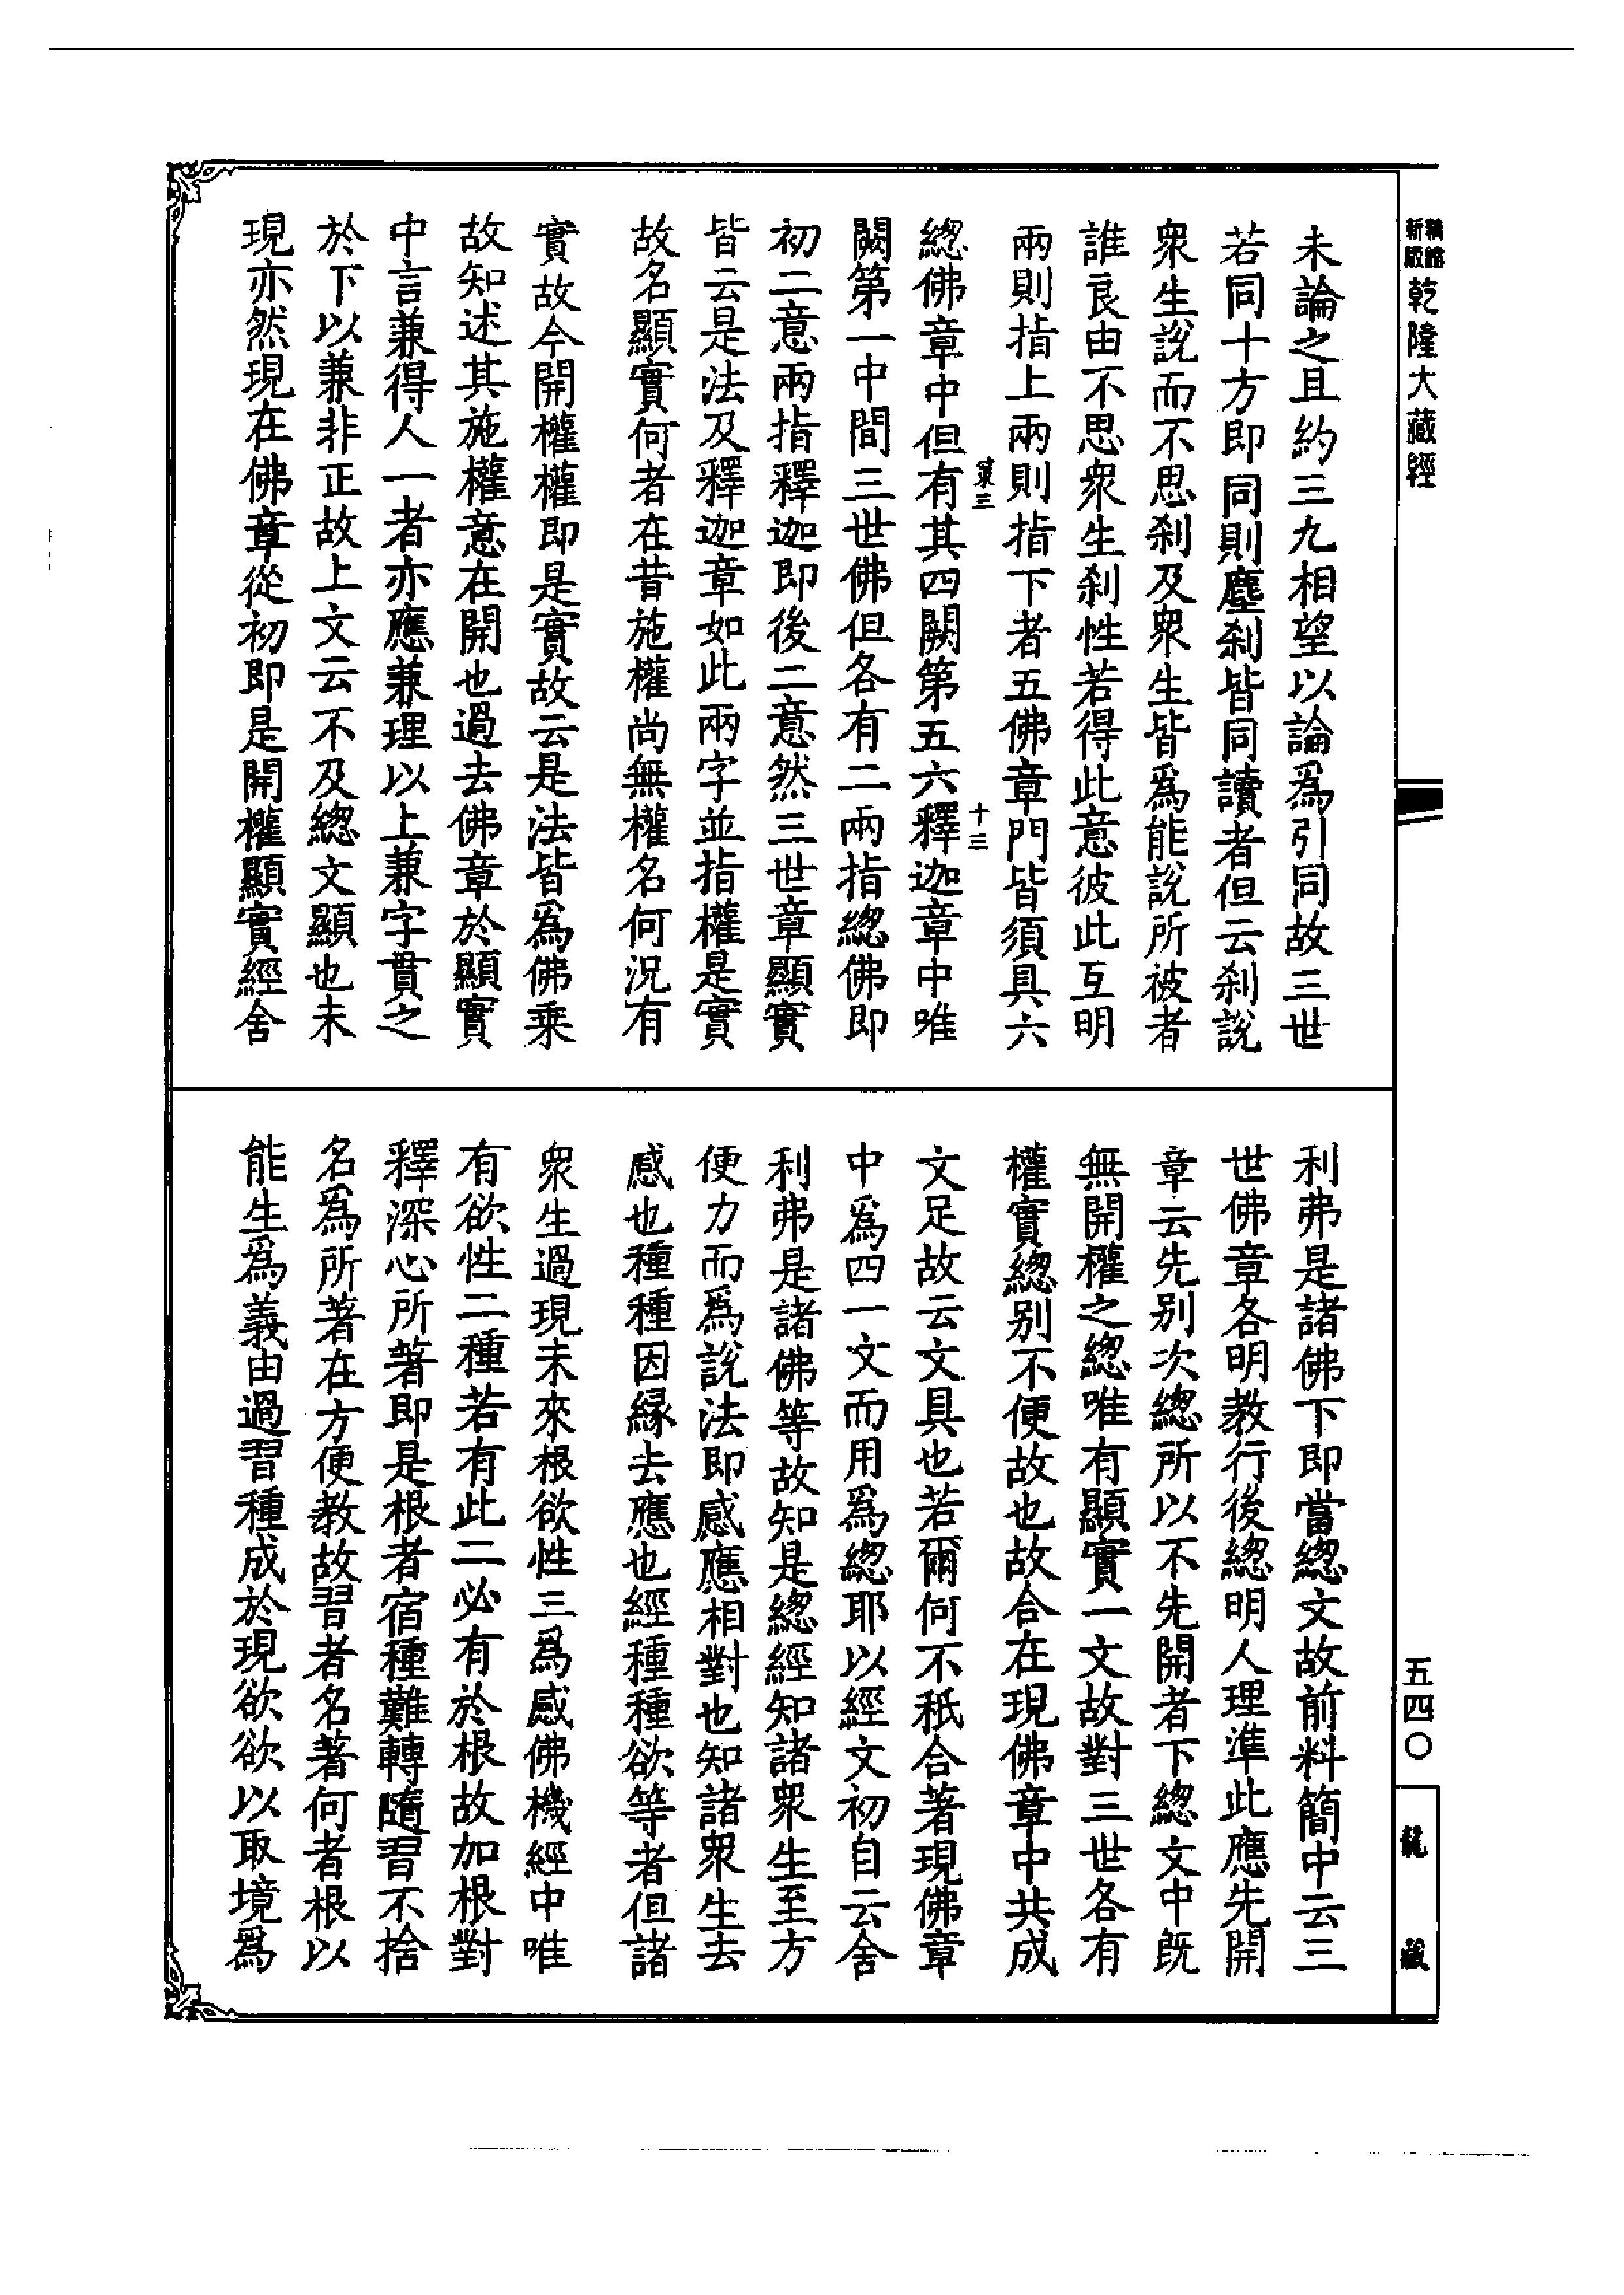 新版
乾隆大藏經
未論之且約三九相望以論爲引同故三世
若同十方即同則塵刹皆同讀者但云刹說
衆生說而不思刹及衆生皆爲能說所被者
誰良由不思衆生刹性若得此意彼此互明
兩則指上兩則指下者五佛章門皆須具六
十三
總佛章中但有其四闕第五六釋迦章中唯
闕第一中間三世佛但各有二兩指總佛即
初二意兩指釋迦即後二意然三世章顯實
皆云是法及釋迦章如此兩字並指權是實
故名顯實何者在昔施權尚無權名何況有
實故今開權權即是實故云是法皆爲佛乘
故知述其施權意在開也過去佛章於顯實
中言兼得人一者亦應兼理以上兼字貫之
於下以兼非正故上文云不及總文顯也未
現亦然現在佛章從初即是開權顯實經舍
利弗是諸佛下即當總文故前料簡中云三
世佛章各明教行後總明人理準此應先開
章云先別次總所以不先開者下總文中既
無開權之總唯有顯實一文故對三世各有
權實總別不便故也故合在現佛章中共成
文足故云文具也若爾何不秖合著現佛章
中爲四一文而用爲總耶以經文初自云舍
利弗是諸佛等故知是總經知諸衆生至方
便力而爲說法即感應相對也知諸衆生去
感也種種因緣去應也經種種欲等者但諸
衆生過現未來根欲性三爲感佛機經中唯
有欲性二種若有此二必有於根故加根對
釋深心所著即是根者宿種難轉隨習不捨
名爲所著在方便教故習者名著何者根以
能生爲義由過習種成於現欲欲以取境爲
五四〇
龍藏